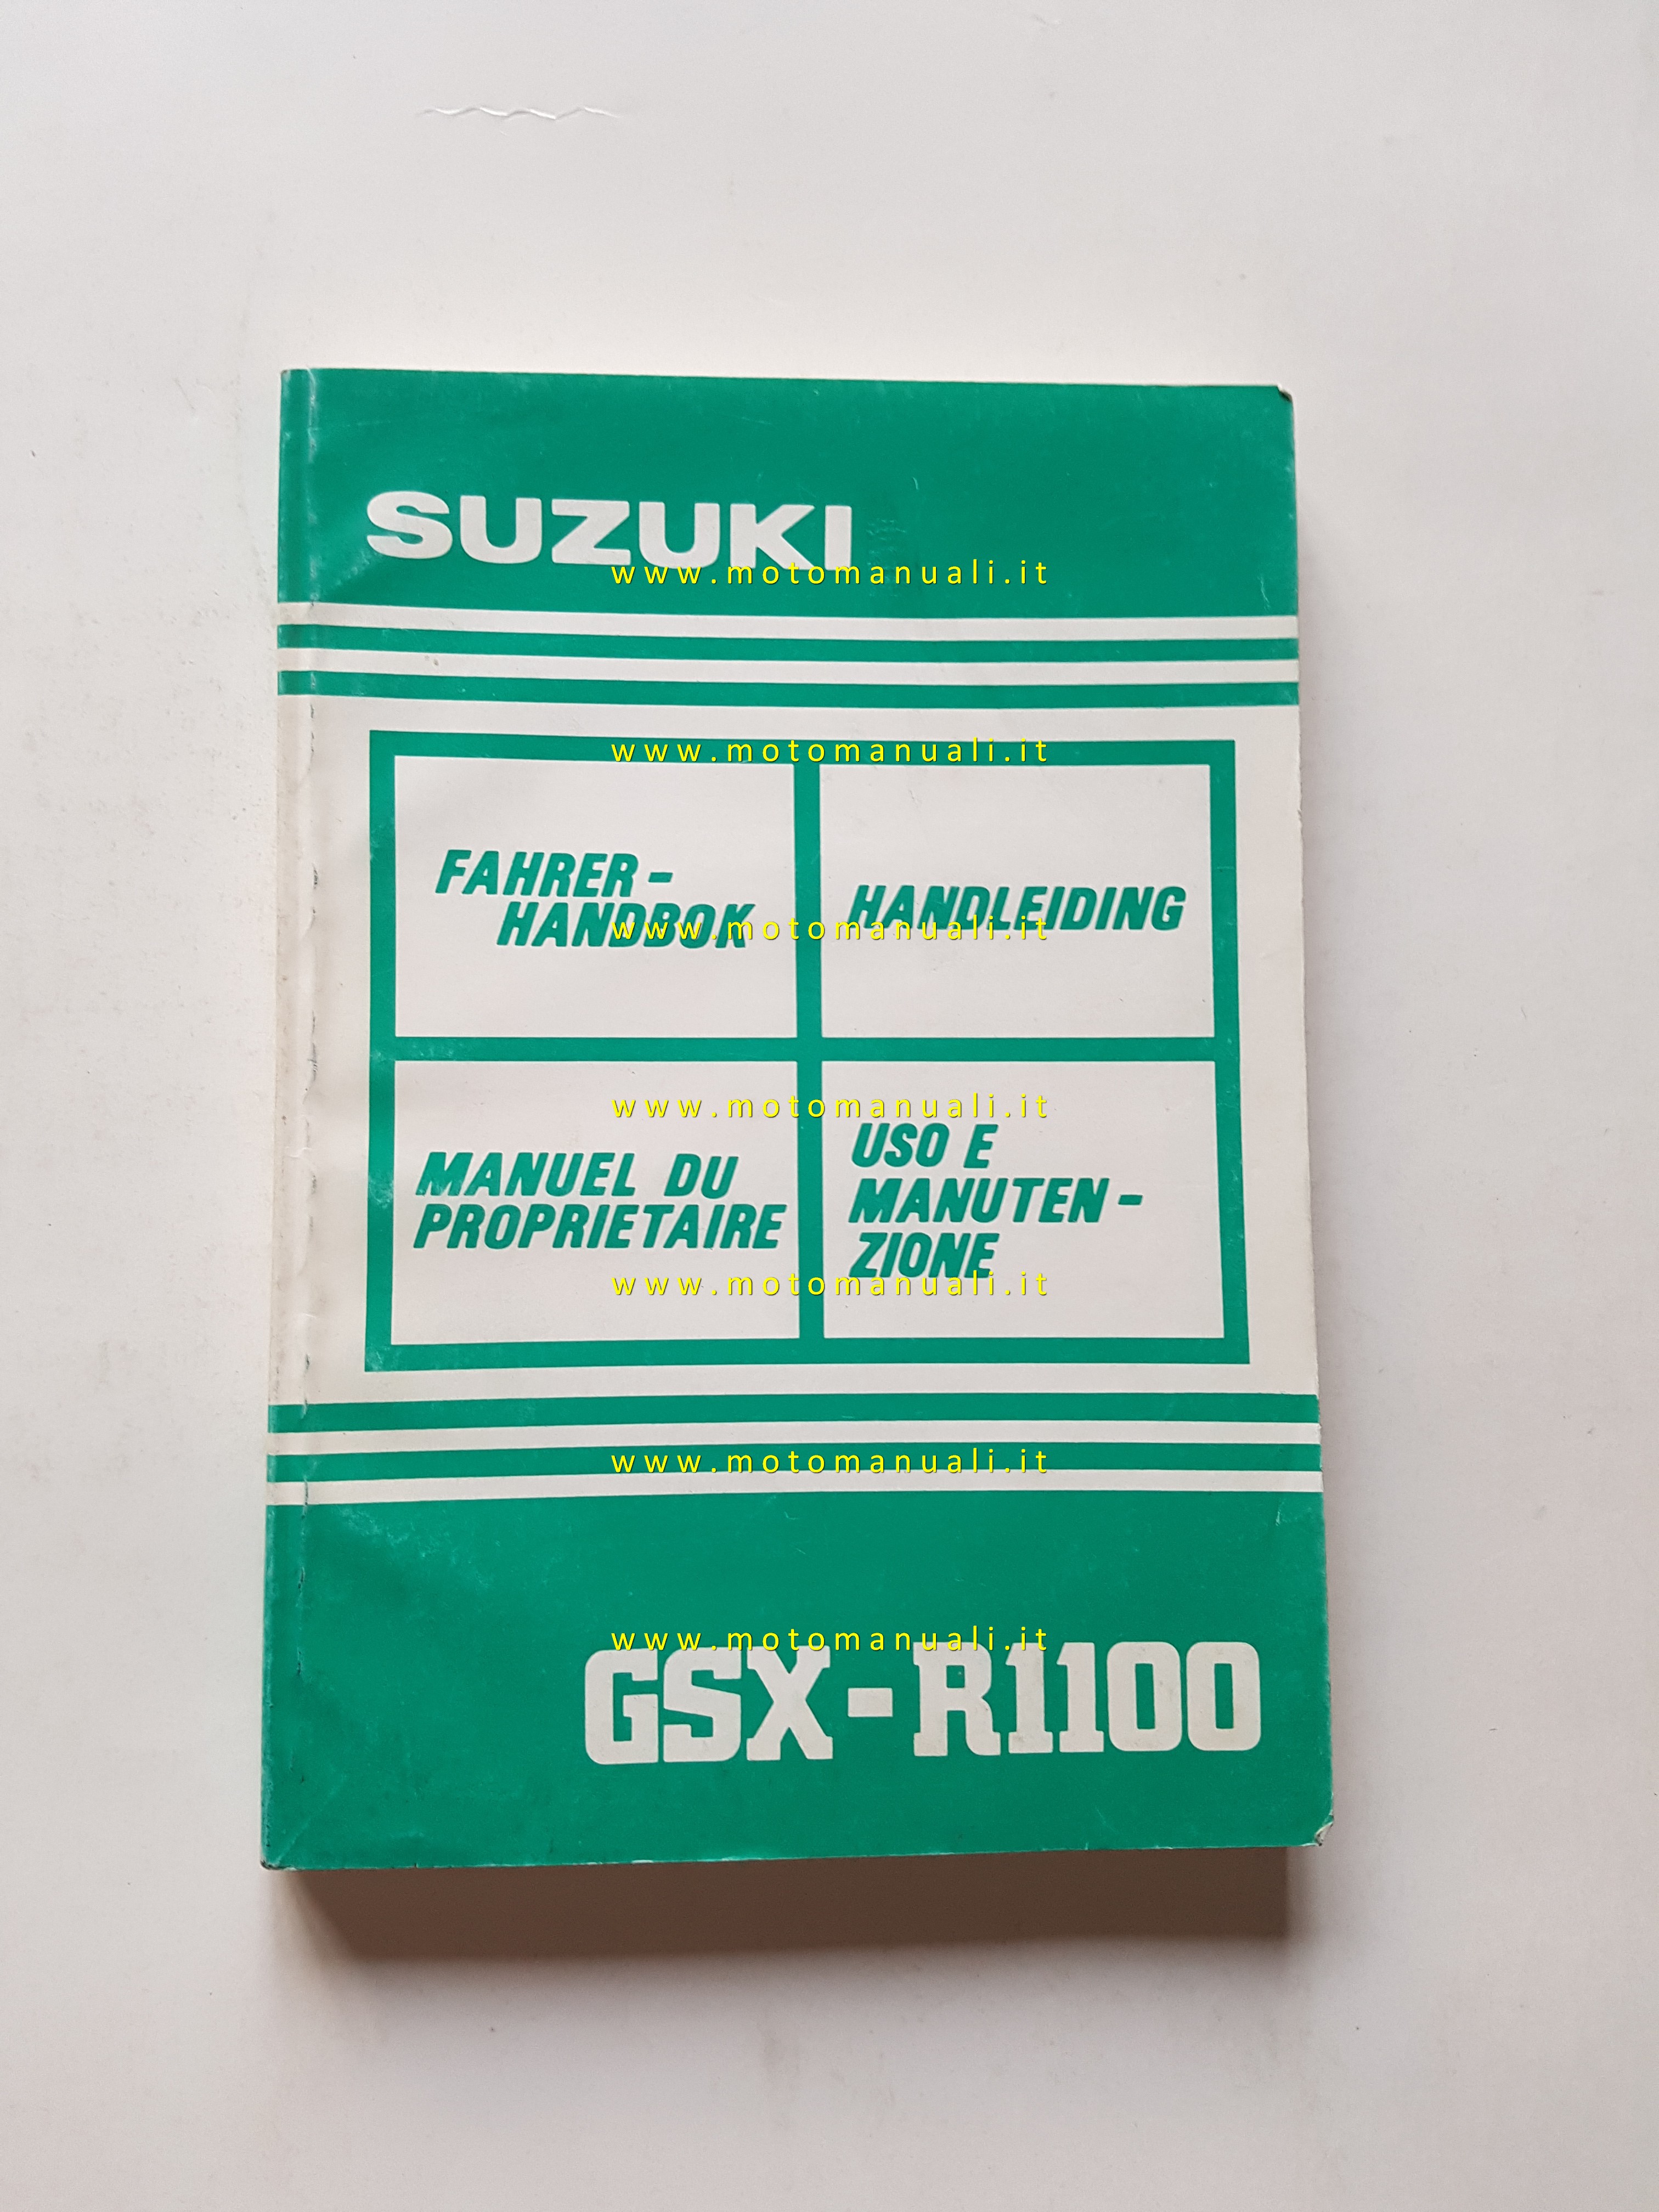 SUZUKI
www.motomanuali.it
www.motomanuali.it
FAHRER-
HANDBOK
HANDLEIDING
www.motomanuali.it
www.motomanuali.it
MANUEL DU
PROPRIETAIRE
USO E
MANUTEN-
ZIONE
www.motomanuali.it
www.motomanuali.it
www.motomanuali.it
GSX-R1100